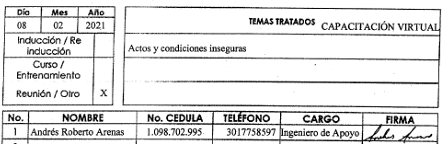 Día Mes Año
08 02 2021
TEMAS TRATADOS CAPACITACIÓN VIRTUAL
Inducción / Re inducción
Curso / Entrenamiento
Reunión / Otro X
Actos y condiciones inseguras
No. NOMBRE No. CEDULA TELÉFONO CARGO FIRMA
1 Andrés Roberto Arenas 1.098.702.995 3017758597 Ingeniero de Apoyo